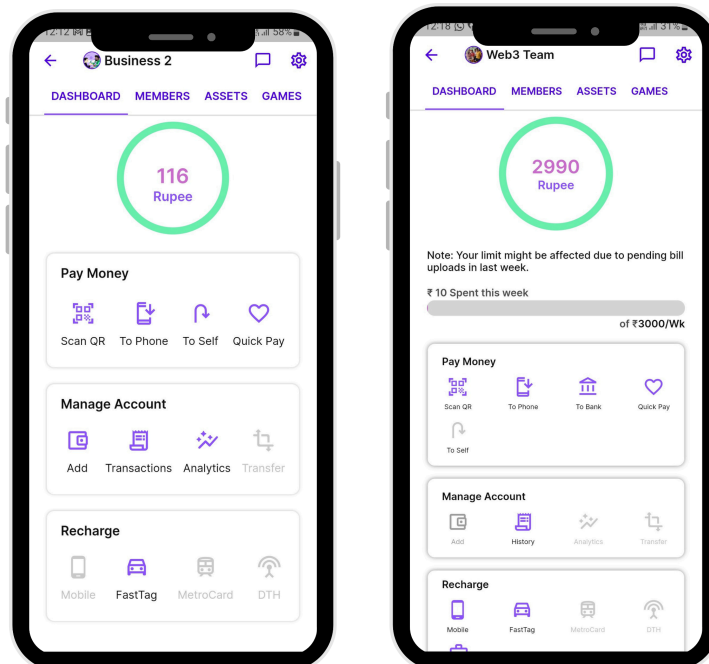 2:12
58%
Business 2
DASHBOARD MEMBERS ASSETS GAMES
116
Rupee
Pay Money
Scan QR To Phone To Self Quick Pay
Manage Account
Add Transactions Analytics Transfer
Recharge
Mobile FastTag MetroCard DTH
2:18
31%
Web3 Team
DASHBOARD MEMBERS ASSETS GAMES
2990
Rupee
Note: Your limit might be affected due to pending bill
uploads in last week.
₹ 10 Spent this week
of ₹3000/Wk
Pay Money
Scan QR To Phone To Bank Quick Pay
To Self
Manage Account
Add History Analytics Transfer
Recharge
Mobile FastTag MetroCard DTH